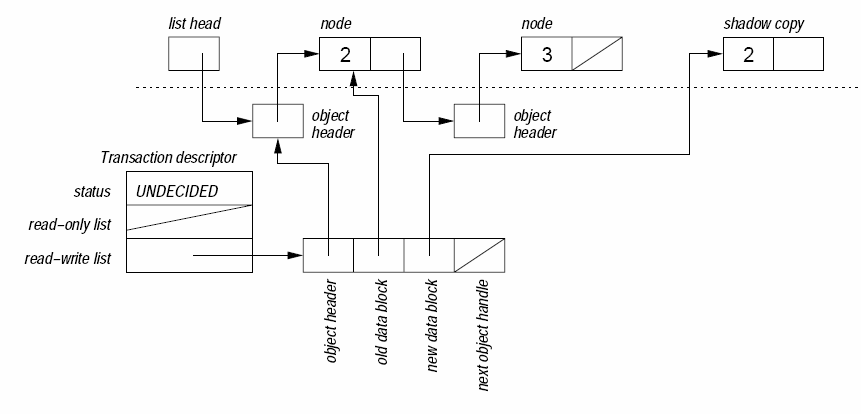 list head
node
node
shadow copy
2
3
2
object
header
object
header
Transaction descriptor
status
UNDECIDED
read–only list
read–write list
object header
old data block
new data block
next object handle